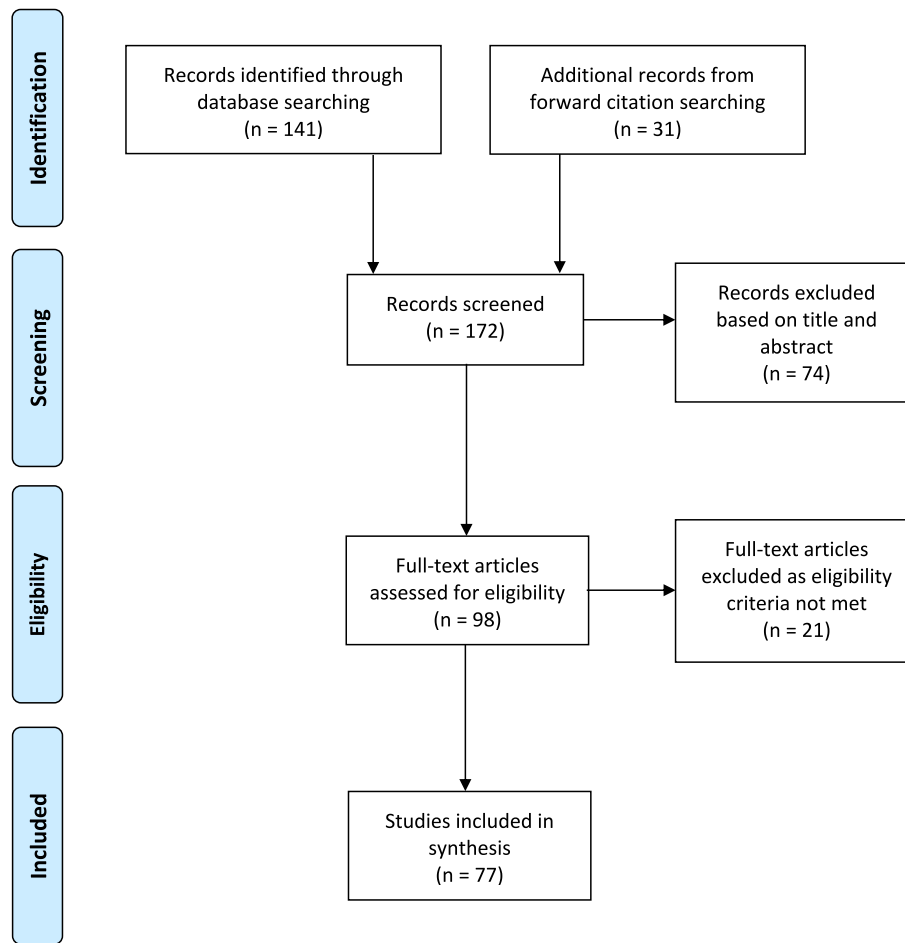 Identification
Records identified through
database searching
(n = 141)
Additional records from
forward citation searching
(n = 31)
Screening
Records screened
(n = 172)
Records excluded
based on title and
abstract
(n = 74)
Eligibility
Full-text articles
assessed for eligibility
(n = 98)
Full-text articles
excluded as eligibility
criteria not met
(n = 21)
Included
Studies included in
synthesis
(n = 77)